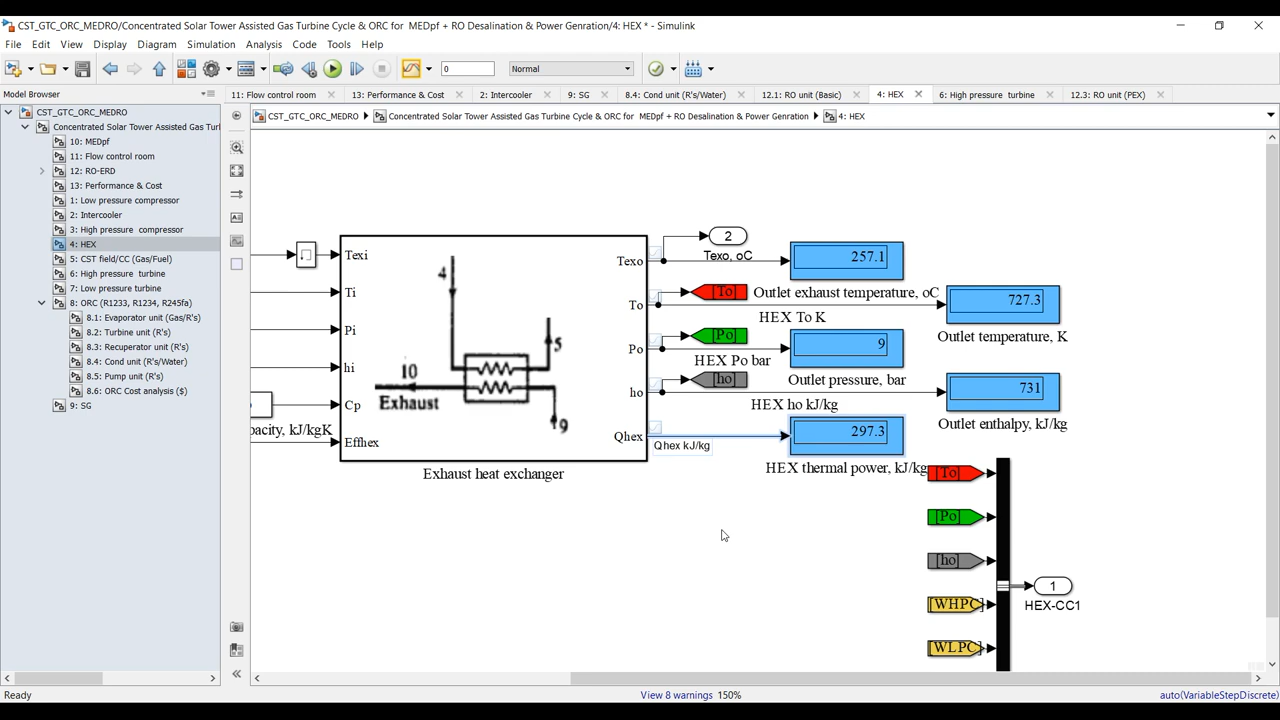 CST_GTC_ORC_MEDRO/Concentrated Solar Tower Assisted Gas Turbine Cycle & ORC for MEDpf + RO Desalination & Power Genration/4: HEX * - Simulink
File Edit View Display Diagram Simulation Analysis Code Tools Help
0 Normal
Model Browser
11: Flow control room 13: Performance & Cost 2: Intercooler 9: SG 8.4: Cond unit (R's/Water) 12.1: RO unit (Basic) 4: HEX 6: High pressure turbine 12.3: RO unit (PEX)
CST_GTC_ORC_MEDRO Concentrated Solar Tower Assisted Gas Turbine Cycle & ORC for MEDpf + RO Desalination & Power Genration 4: HEX
CST_GTC_ORC_MEDRO
Concentrated Solar Tower Assisted Gas Turl
10: MEDpf
11: Flow control room
12: RO-ERD
13: Performance & Cost
1: Low pressure compressor
2: Intercooler
3: High pressure compressor
4: HEX
5: CST field/CC (Gas/Fuel)
6: High pressure turbine
7: Low pressure turbine
8: ORC (R1233, R1234, R245fa)
8.1: Evaporator unit (Gas/R's)
8.2: Turbine unit (R's)
8.3: Recuperator unit (R's)
8.4: Cond unit (R's/Water)
8.5: Pump unit (R's)
8.6: ORC Cost analysis ($)
9: SG
Texi
Ti
Pi
hi
Cp
pacity, kJ/kgK
Effhex
4
5
10
Exhaust
9
Texo
To
Po
ho
Qhex
Exhaust heat exchanger
2
Texo, oC
257.1
[To]
Outlet exhaust temperature, oC
727.3
HEX To K
Outlet temperature, K
[Po]
9
HEX Po bar
Outlet pressure, bar
[ho]
731
HEX ho kJ/kg
Outlet enthalpy, kJ/kg
297.3
Qhex kJ/kg
HEX thermal power, kJ/kg
[To]
[Po]
[ho]
[WHPC]
[WLPC]
1
HEX-CC1
Ready
View 8 warnings 150%
auto(VariableStepDiscrete)